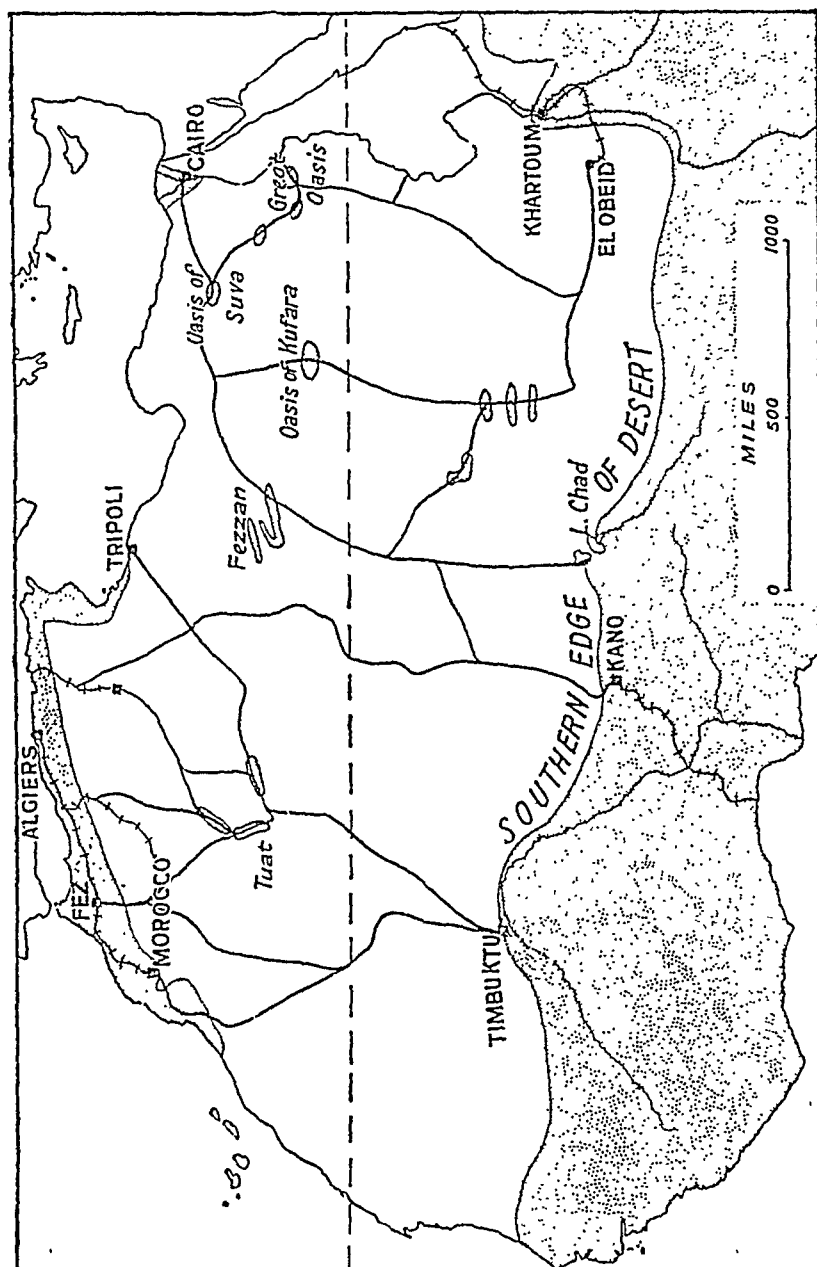 ALGIERS
FEZ
MOROCCO
TRIPOLI
CAIRO
Tuat
Fezzan
Oasis of
Suva
Great
Oasis
Oasis of Kufara
TIMBUKTU
KANO
L. Chad
KHARTOUM
EL OBEID
SOUTHERN EDGE OF DESERT
MILES
0 500 1000